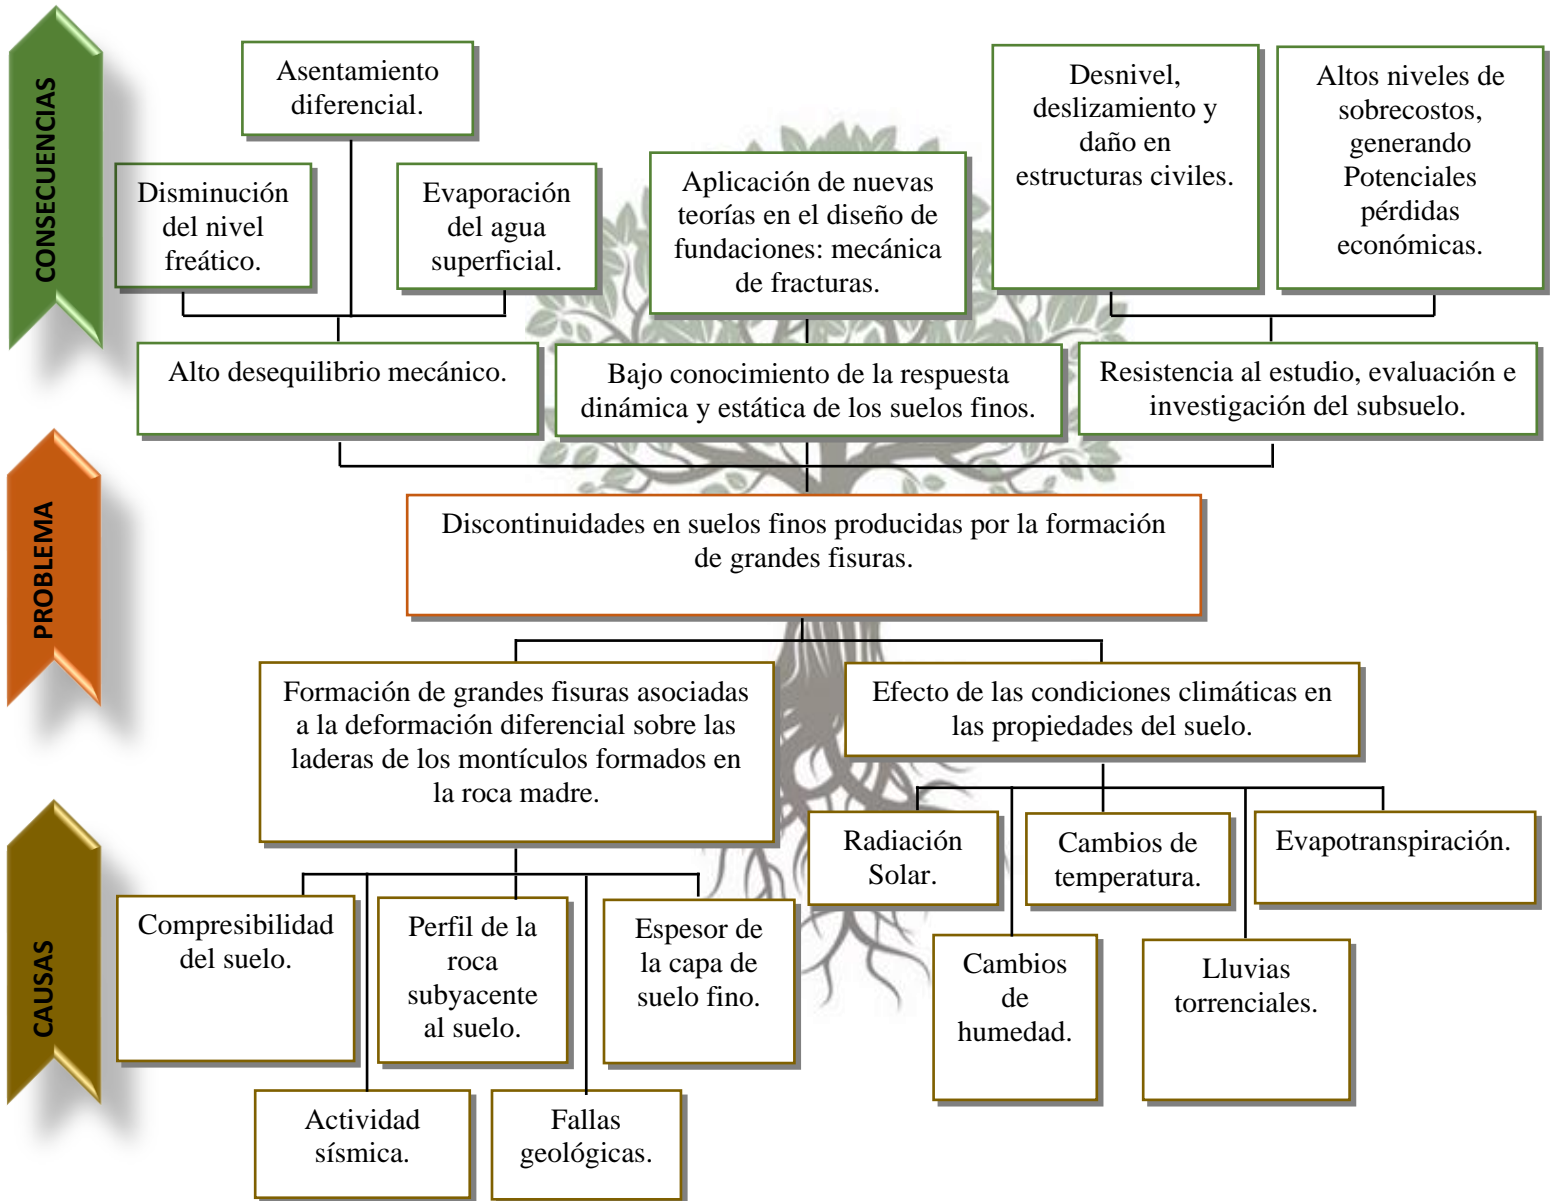 CONSECUENCIAS
Asentamiento
diferencial.
Disminución
del nivel
freático.
Evaporación
del agua
superficial.
Aplicación de nuevas
teorías en el diseño de
fundaciones: mecánica
de fracturas.
Desnivel,
deslizamiento y
daño en
estructuras civiles.
Altos niveles de
sobrecostos,
generando
Potenciales
pérdidas
económicas.
Alto desequilibrio mecánico.
Bajo conocimiento de la respuesta
dinámica y estática de los suelos finos.
Resistencia al estudio, evaluación e
investigación del subsuelo.
PROBLEMA
Discontinuidades en suelos finos producidas por la formación
de grandes fisuras.
CAUSAS
Formación de grandes fisuras asociadas
a la deformación diferencial sobre las
laderas de los montículos formados en
la roca madre.
Efecto de las condiciones climáticas en
las propiedades del suelo.
Compresibilidad
del suelo.
Perfil de la
roca
subyacente
al suelo.
Espesor de
la capa de
suelo fino.
Actividad
sísmica.
Fallas
geológicas.
Radiación
Solar.
Cambios de
temperatura.
Evapotranspiración.
Cambios
de
humedad.
Lluvias
torrenciales.